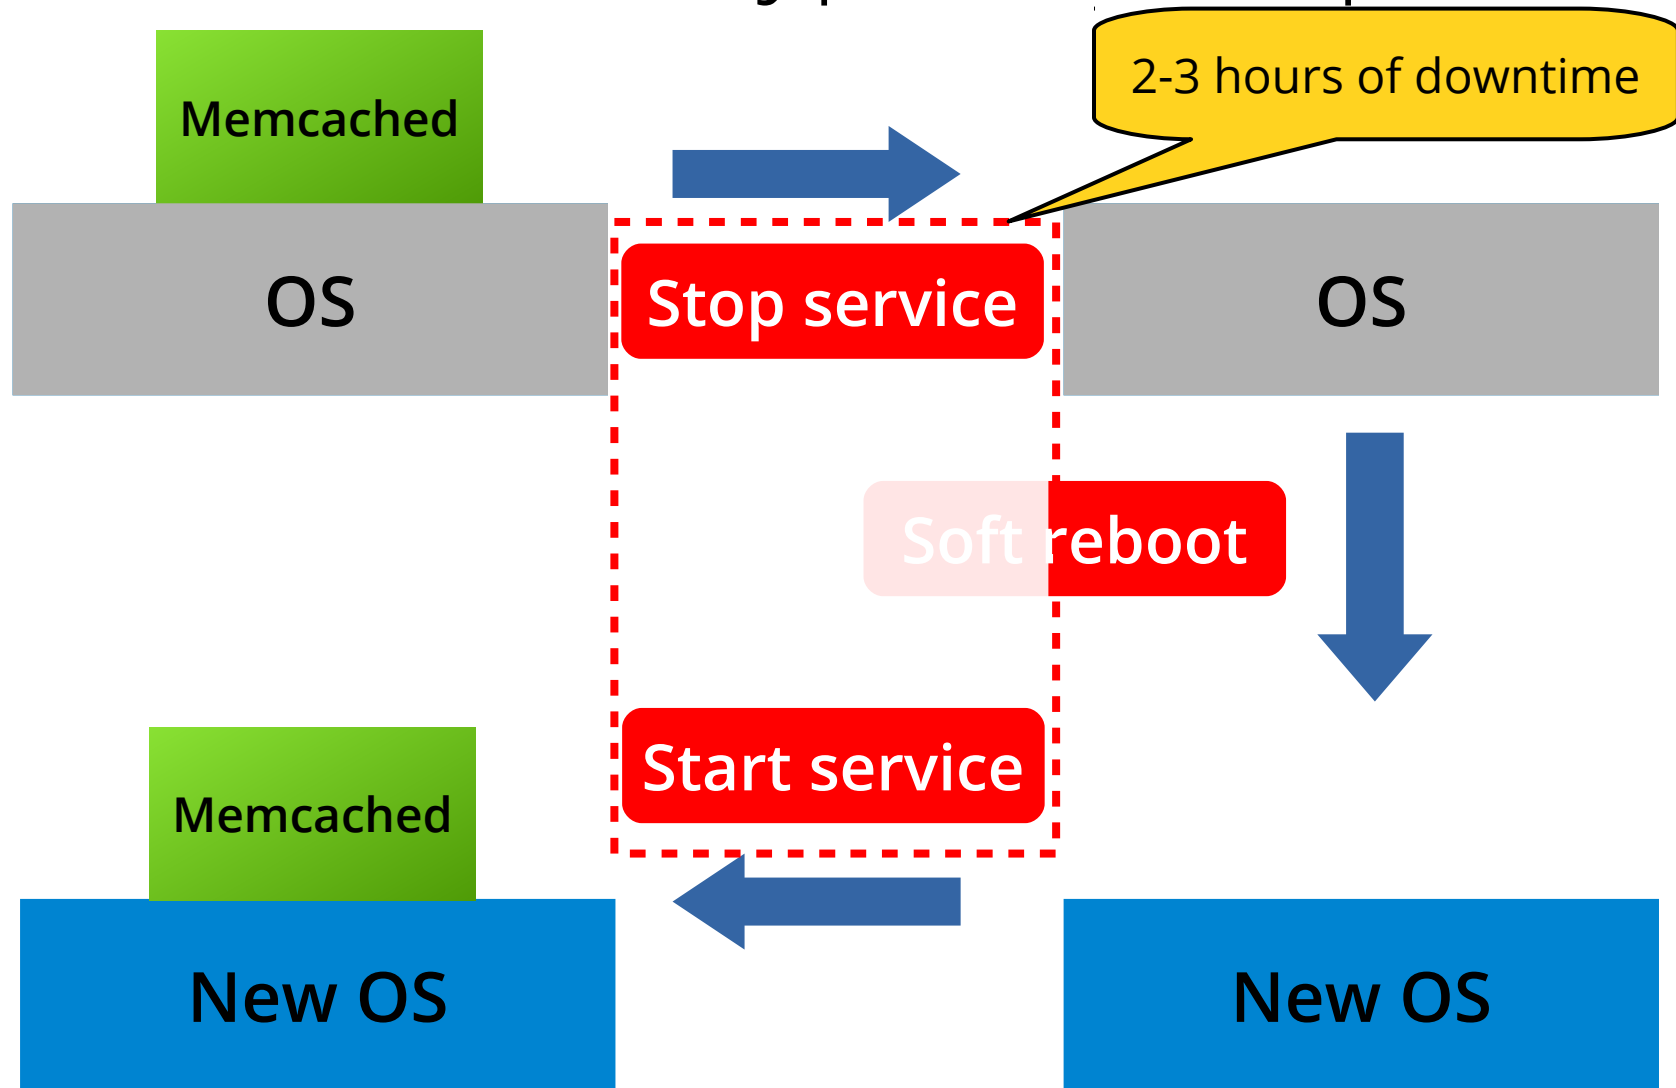 2-3 hours of downtime
Memcached
OS
Stop service
OS
Soft reboot
Start service
Memcached
New OS
New OS